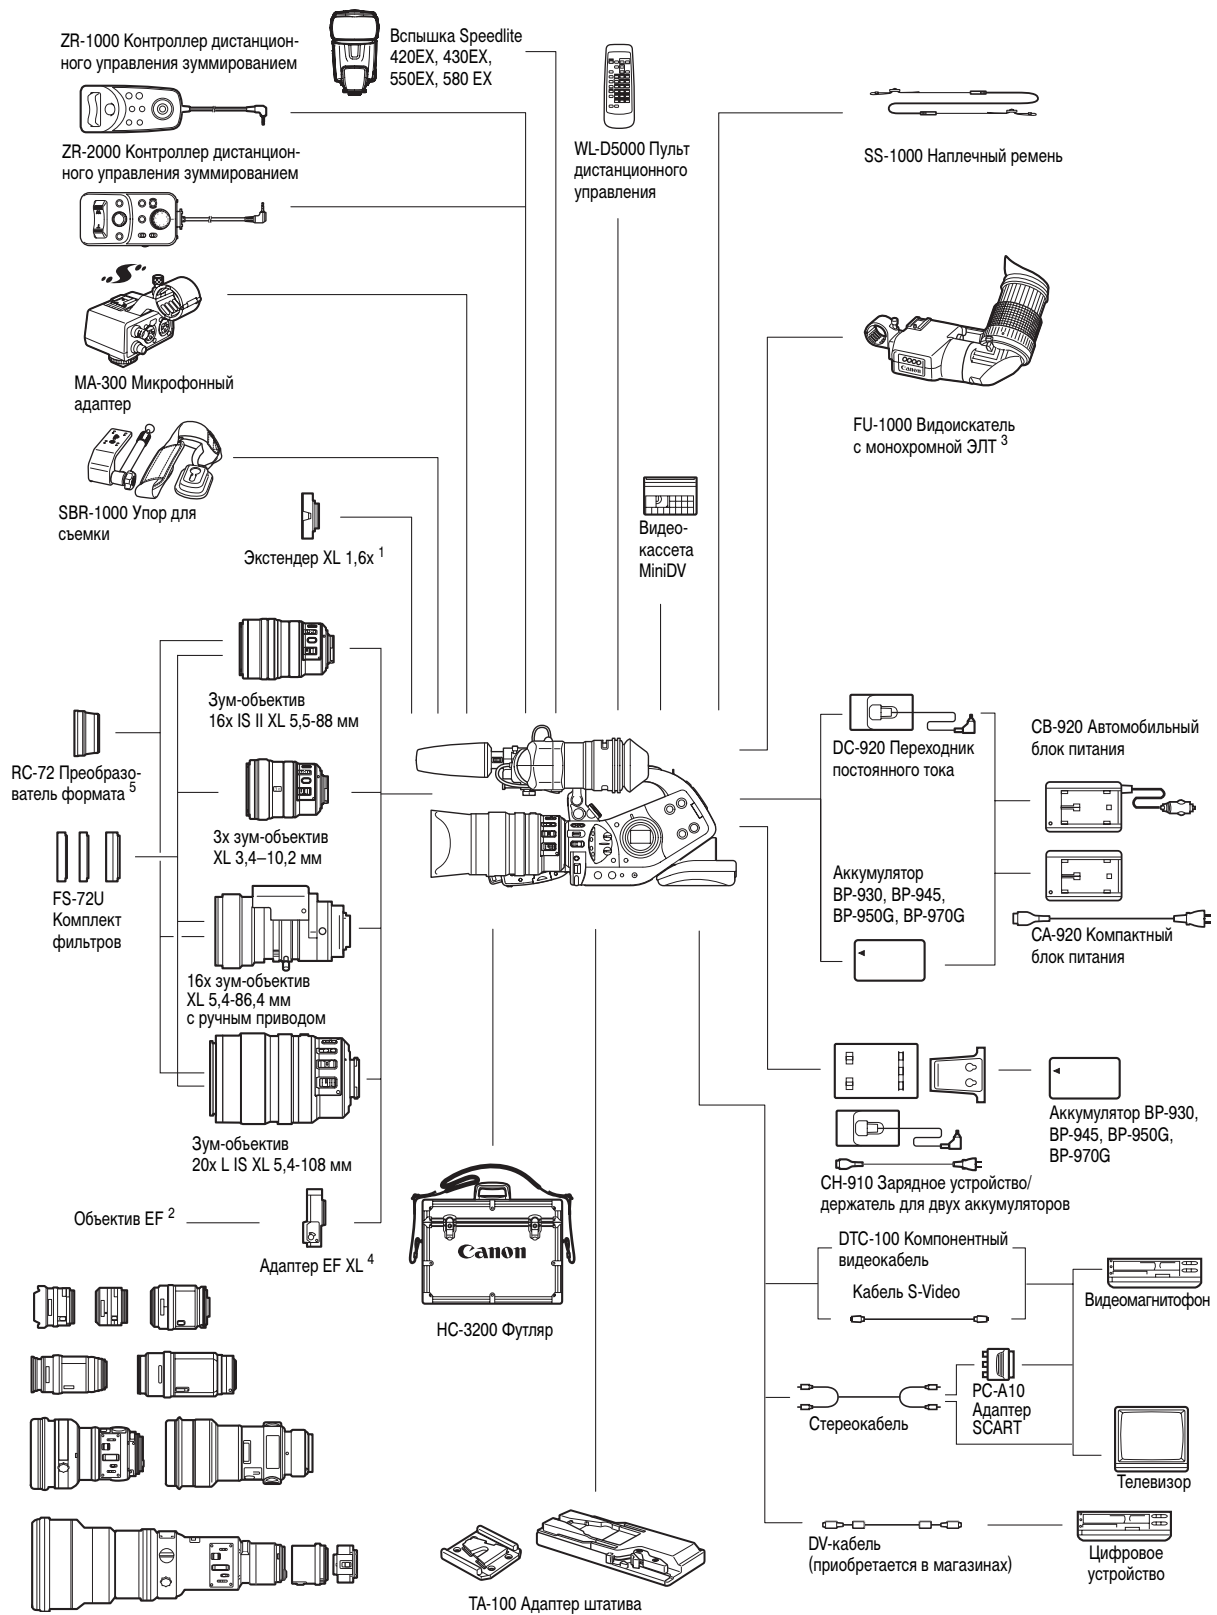 ZR-1000 Контроллер дистанцион-
ного управления зуммированием
Вспышка Speedlite
420EX, 430EX,
550EX, 580 EX
ZR-2000 Контроллер дистанцион-
ного управления зуммированием
WL-D5000 Пульт
дистанционного
управления
SS-1000 Наплечный ремень
MA-300 Микрофонный
адаптер
Canon
FU-1000 Видоискатель
с монохромной ЭЛТ 3
SBR-1000 Упор для
съемки
Экстендер XL 1,6x 1
Видео-
кассета
MiniDV
Зум-объектив
16x IS II XL 5,5-88 мм
RC-72 Преобразо-
ватель формата 5
3x зум-объектив
XL 3,4–10,2 мм
FS-72U
Комплект
фильтров
16x зум-объектив
XL 5,4-86,4 мм
с ручным приводом
Зум-объектив
20x L IS XL 5,4-108 мм
Объектив EF 2
Адаптер EF XL 4
Canon
HC-3200 Футляр
DC-920 Переходник
постоянного тока
CB-920 Автомобильный
блок питания
Аккумулятор
BP-930, BP-945,
BP-950G, BP-970G
CA-920 Компактный
блок питания
Аккумулятор BP-930,
BP-945, BP-950G,
BP-970G
CH-910 Зарядное устройство/
держатель для двух аккумуляторов
DTC-100 Компонентный
видеокабель
Кабель S-Video
Видеомагнитофон
Стереокабель
PC-A10
Адаптер
SCART
Телевизор
DV-кабель
(приобретается в магазинах)
Цифровое
устройство
TA-100 Адаптер штатива